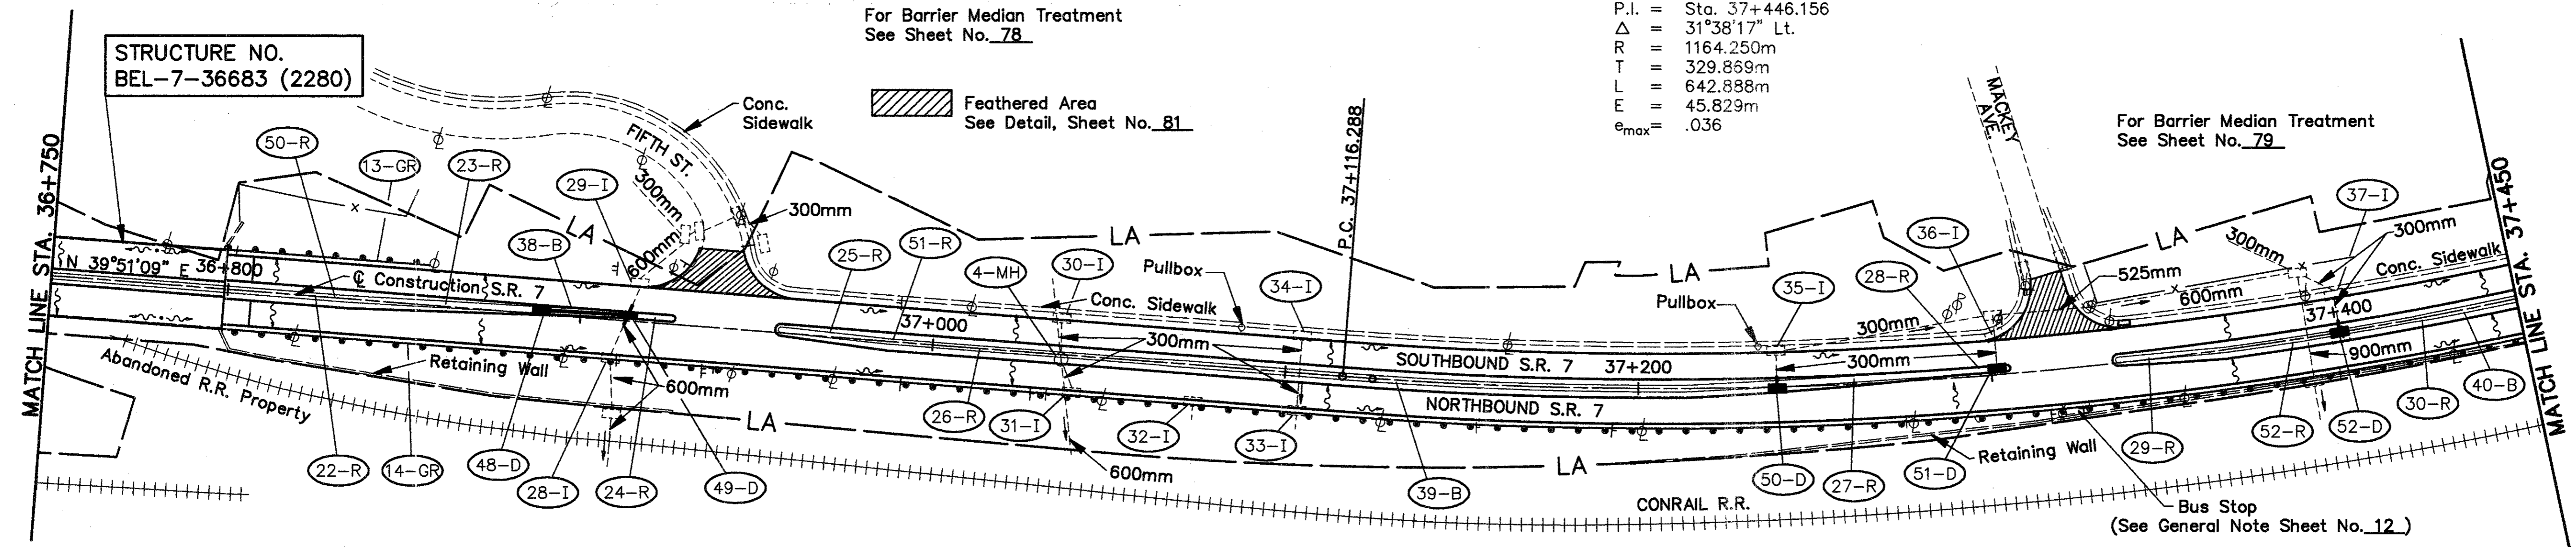 For Barrier Median Treatment
See Sheet No. 78
P.I. = Sta. 37+446.156
Δ = 31°38'17" Lt.
R = 1164.250m
T = 329.869m
L = 642.888m
E = 45.829m
emax= .036
STRUCTURE NO.
BEL-7-36683 (2280)
Conc.
Sidewalk
Feathered Area
See Detail, Sheet No. 81
MACKEY
AVE.
For Barrier Median Treatment
See Sheet No. 79
MATCH LINE STA. 36+750
50-R
13-GR
23-R
29-I
FIFTH ST.
300mm
300mm
600mm
LA
38-B
25-R
51-R
4-MH
30-I
LA
Pullbox
34-I
P.C. 37+116.288
LA
Pullbox
35-I
28-R
36-I
LA
37-I
300mm
300mm
525mm
600mm
Conc. Sidewalk
MATCH LINE STA. 37+450
N 39°51'09" E
36+800
℄ Construction S.R. 7
Conc. Sidewalk
37+000
300mm
SOUTHBOUND S.R. 7
37+200
300mm
300mm
37+400
900mm
NORTHBOUND S.R. 7
Abandoned R.R. Property
Retaining Wall
600mm
LA
22-R
14-GR
48-D
28-I
24-R
49-D
26-R
31-I
600mm
32-I
33-I
39-B
LA
CONRAIL R.R.
50-D
27-R
51-D
Retaining Wall
29-R
52-R
52-D
30-R
40-B
Bus Stop
(See General Note Sheet No. 12 )